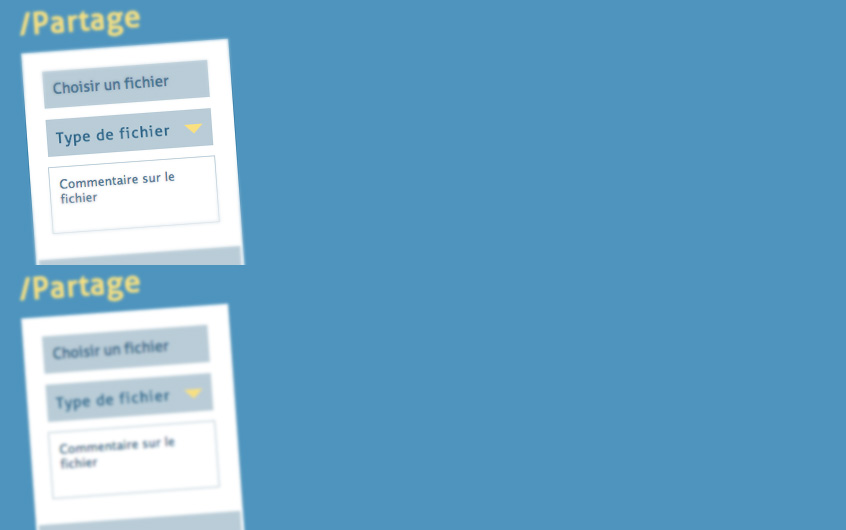 /Partage
Choisir un fichier
Type de fichier
Commentaire sur le
fichier
/Partage
Choisir un fichier
Type de fichier
Commentaire sur le
fichier